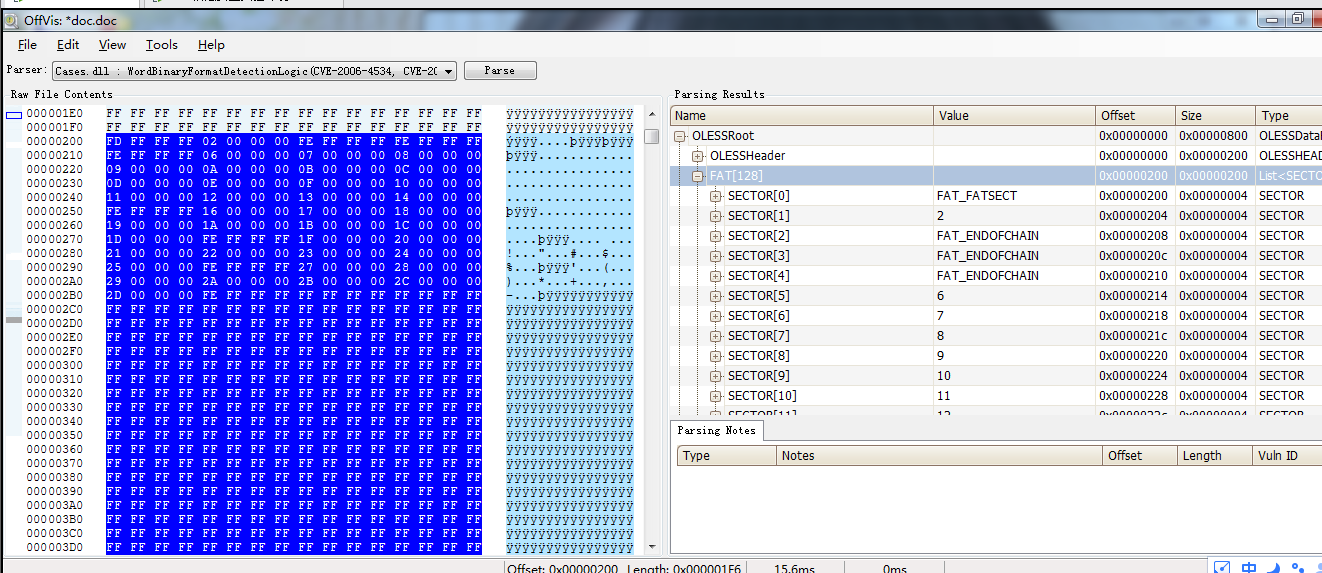 OffVis: *doc.doc
File Edit View Tools Help
Parser: Cases.dll : WordBinaryFormatDetectionLogic(CVE-2006-4534, CVE-20 Parse
Raw File Contents
000001E0 FF FF FF FF FF FF FF FF FF FF FF FF FF FF FF FF ÿÿÿÿÿÿÿÿÿÿÿÿÿÿÿÿ
000001F0 FF FF FF FF FF FF FF FF FF FF FF FF FF FF FF FF ÿÿÿÿÿÿÿÿÿÿÿÿÿÿÿÿ
00000200 FD FF FF FF 02 00 00 00 FE FF FF FF FE FF FF FF ýÿÿÿ....þÿÿÿþÿÿÿ
00000210 FE FF FF FF 06 00 00 00 07 00 00 00 08 00 00 00 þÿÿÿ............
00000220 09 00 00 00 0A 00 00 00 0B 00 00 00 0C 00 00 00 ................
00000230 0D 00 00 00 0E 00 00 00 0F 00 00 00 10 00 00 00 ................
00000240 11 00 00 00 12 00 00 00 13 00 00 00 14 00 00 00 ................
00000250 FE FF FF FF 16 00 00 00 17 00 00 00 18 00 00 00 þÿÿÿ............
00000260 19 00 00 00 1A 00 00 00 1B 00 00 00 1C 00 00 00 ................
00000270 1D 00 00 00 FE FF FF FF 1F 00 00 00 20 00 00 00 ....þÿÿÿ.... ...
00000280 21 00 00 00 22 00 00 00 23 00 00 00 24 00 00 00 !..."...#...$...
00000290 25 00 00 00 FE FF FF FF 27 00 00 00 28 00 00 00 %...þÿÿÿ'...(...
000002A0 29 00 00 00 2A 00 00 00 2B 00 00 00 2C 00 00 00 )...*...+...,...
000002B0 2D 00 00 00 FE FF FF FF FF FF FF FF FF FF FF FF -...þÿÿÿÿÿÿÿÿÿÿÿ
000002C0 FF FF FF FF FF FF FF FF FF FF FF FF FF FF FF FF ÿÿÿÿÿÿÿÿÿÿÿÿÿÿÿÿ
000002D0 FF FF FF FF FF FF FF FF FF FF FF FF FF FF FF FF ÿÿÿÿÿÿÿÿÿÿÿÿÿÿÿÿ
000002E0 FF FF FF FF FF FF FF FF FF FF FF FF FF FF FF FF ÿÿÿÿÿÿÿÿÿÿÿÿÿÿÿÿ
000002F0 FF FF FF FF FF FF FF FF FF FF FF FF FF FF FF FF ÿÿÿÿÿÿÿÿÿÿÿÿÿÿÿÿ
00000300 FF FF FF FF FF FF FF FF FF FF FF FF FF FF FF FF ÿÿÿÿÿÿÿÿÿÿÿÿÿÿÿÿ
00000310 FF FF FF FF FF FF FF FF FF FF FF FF FF FF FF FF ÿÿÿÿÿÿÿÿÿÿÿÿÿÿÿÿ
00000320 FF FF FF FF FF FF FF FF FF FF FF FF FF FF FF FF ÿÿÿÿÿÿÿÿÿÿÿÿÿÿÿÿ
00000330 FF FF FF FF FF FF FF FF FF FF FF FF FF FF FF FF ÿÿÿÿÿÿÿÿÿÿÿÿÿÿÿÿ
00000340 FF FF FF FF FF FF FF FF FF FF FF FF FF FF FF FF ÿÿÿÿÿÿÿÿÿÿÿÿÿÿÿÿ
00000350 FF FF FF FF FF FF FF FF FF FF FF FF FF FF FF FF ÿÿÿÿÿÿÿÿÿÿÿÿÿÿÿÿ
00000360 FF FF FF FF FF FF FF FF FF FF FF FF FF FF FF FF ÿÿÿÿÿÿÿÿÿÿÿÿÿÿÿÿ
00000370 FF FF FF FF FF FF FF FF FF FF FF FF FF FF FF FF ÿÿÿÿÿÿÿÿÿÿÿÿÿÿÿÿ
00000380 FF FF FF FF FF FF FF FF FF FF FF FF FF FF FF FF ÿÿÿÿÿÿÿÿÿÿÿÿÿÿÿÿ
00000390 FF FF FF FF FF FF FF FF FF FF FF FF FF FF FF FF ÿÿÿÿÿÿÿÿÿÿÿÿÿÿÿÿ
000003A0 FF FF FF FF FF FF FF FF FF FF FF FF FF FF FF FF ÿÿÿÿÿÿÿÿÿÿÿÿÿÿÿÿ
000003B0 FF FF FF FF FF FF FF FF FF FF FF FF FF FF FF FF ÿÿÿÿÿÿÿÿÿÿÿÿÿÿÿÿ
000003C0 FF FF FF FF FF FF FF FF FF FF FF FF FF FF FF FF ÿÿÿÿÿÿÿÿÿÿÿÿÿÿÿÿ
000003D0 FF FF FF FF FF FF FF FF FF FF FF FF FF FF FF FF ÿÿÿÿÿÿÿÿÿÿÿÿÿÿÿÿ
Parsing Results
Name Value Offset Size Type
OLESSRoot 0x00000000 0x00000800 OLESSData
OLESSHeader 0x00000000 0x00000200 OLESSHEAD
FAT[128] 0x00000200 0x00000200 List<SECTO
SECTOR[0] FAT_FATSECT 0x00000200 0x00000004 SECTOR
SECTOR[1] 2 0x00000204 0x00000004 SECTOR
SECTOR[2] FAT_ENDOFCHAIN 0x00000208 0x00000004 SECTOR
SECTOR[3] FAT_ENDOFCHAIN 0x0000020c 0x00000004 SECTOR
SECTOR[4] FAT_ENDOFCHAIN 0x00000210 0x00000004 SECTOR
SECTOR[5] 6 0x00000214 0x00000004 SECTOR
SECTOR[6] 7 0x00000218 0x00000004 SECTOR
SECTOR[7] 8 0x0000021c 0x00000004 SECTOR
SECTOR[8] 9 0x00000220 0x00000004 SECTOR
SECTOR[9] 10 0x00000224 0x00000004 SECTOR
SECTOR[10] 11 0x00000228 0x00000004 SECTOR
SECTOR[11] 12 0x0000022c 0x00000004 SECTOR
Parsing Notes
Type Notes Offset Length Vuln ID
Offset: 0x00000200 Length: 0x000001F6 15.6ms 0ms
中